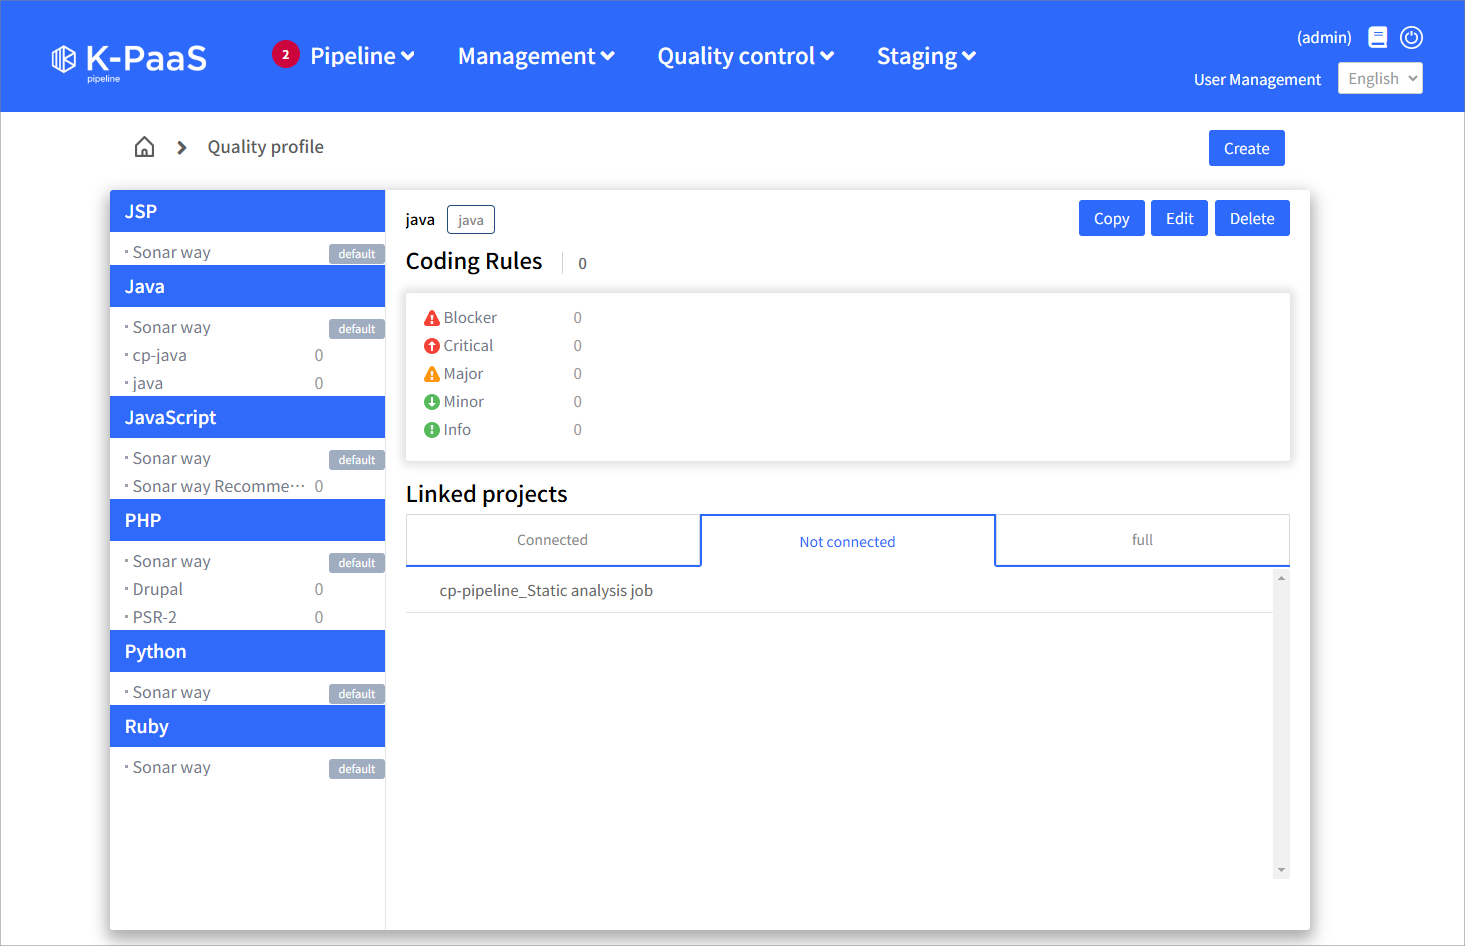 K-PaaS
pipeline
2 Pipeline Management Quality control Staging
(admin)
User Management English
Quality profile
Create
JSP
Sonar way default
Java
Sonar way default
cp-java 0
java 0
JavaScript
Sonar way default
Sonar way Recomme··· 0
PHP
Sonar way default
Drupal 0
PSR-2 0
Python
Sonar way default
Ruby
Sonar way default
java java
Copy Edit Delete
Coding Rules 0
Blocker 0
Critical 0
Major 0
Minor 0
Info 0
Linked projects
Connected Not connected full
cp-pipeline_Static analysis job